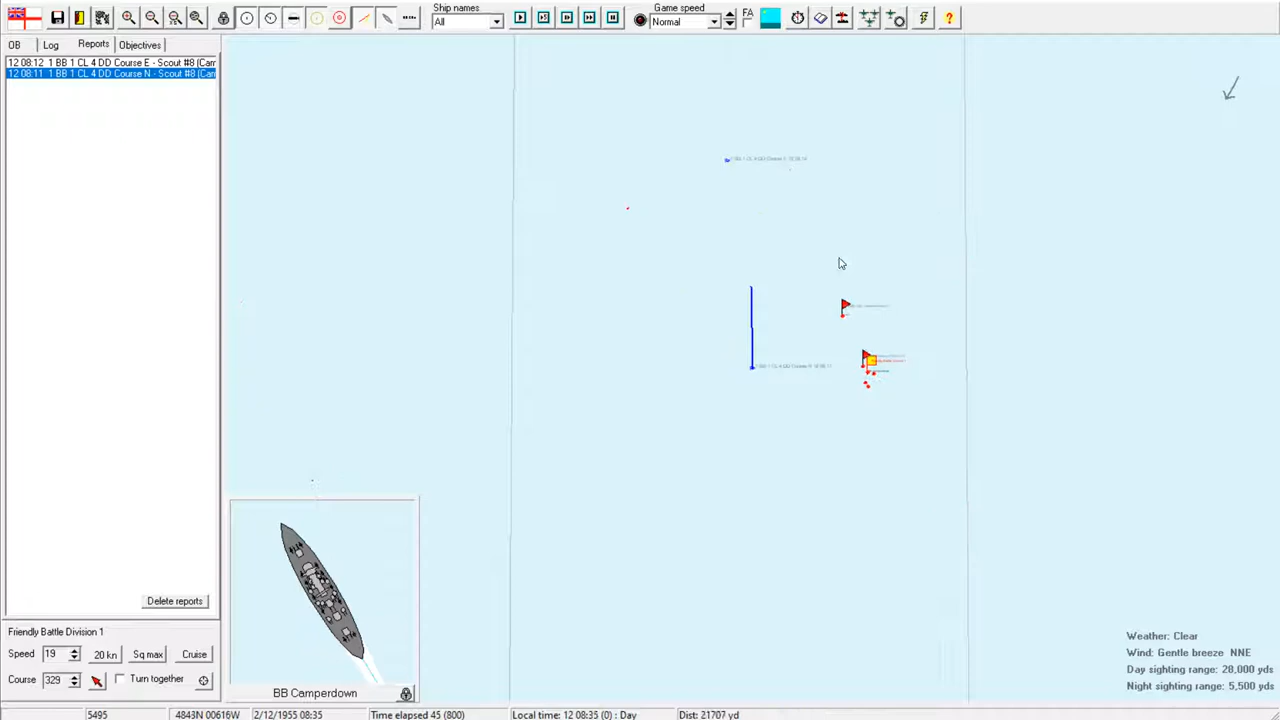 Ship names
Game speed
All
Normal
FA
OB Log Reports Objectives
12 08:12 1 BB 1 CL 4 DD Course E - Scout #8 (Cam
12 08:11 1 BB 1 CL 4 DD Course N - Scout #8 (Cam
Delete reports
Friendly Battle Division 1
Speed 19 20 kn Sq max Cruise
Course 329 Turn together
BB Camperdown
Weather: Clear
Wind: Gentle breeze NNE
Day sighting range: 28,000 yds
Night sighting range: 5,500 yds
5495 4843N 00616W 2/12/1955 08:35 Time elapsed 45 (800) Local time: 12 08:35 (0) : Day Dist: 21707 yd